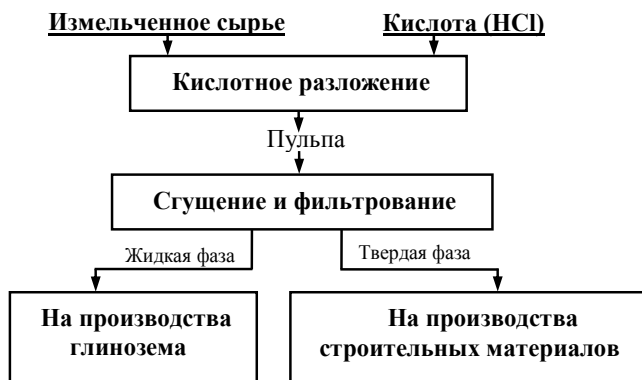 Измельченное сырье
Кислота (HCl)
Кислотное разложение
Пульпа
Сгущение и фильтрование
Жидкая фаза
Твердая фаза
На производства
глинозема
На производства
строительных материалов